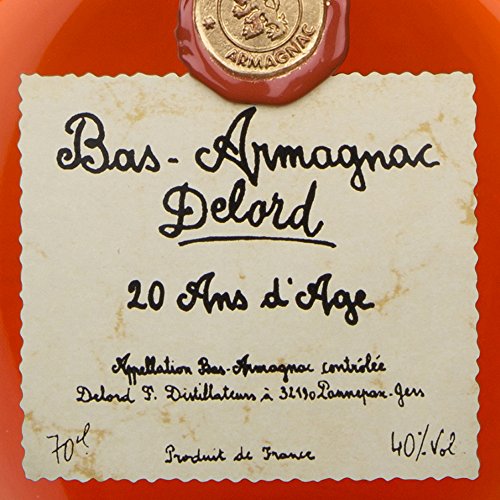 ARMAGNAC
Bas-Armagnac
Delord
20 Ans d'Age
Appellation Bas-Armagnac contrôlée
Delord F. Distillateurs à 32190 Lannepax-Gers
70cl
Produit de France
40% Vol